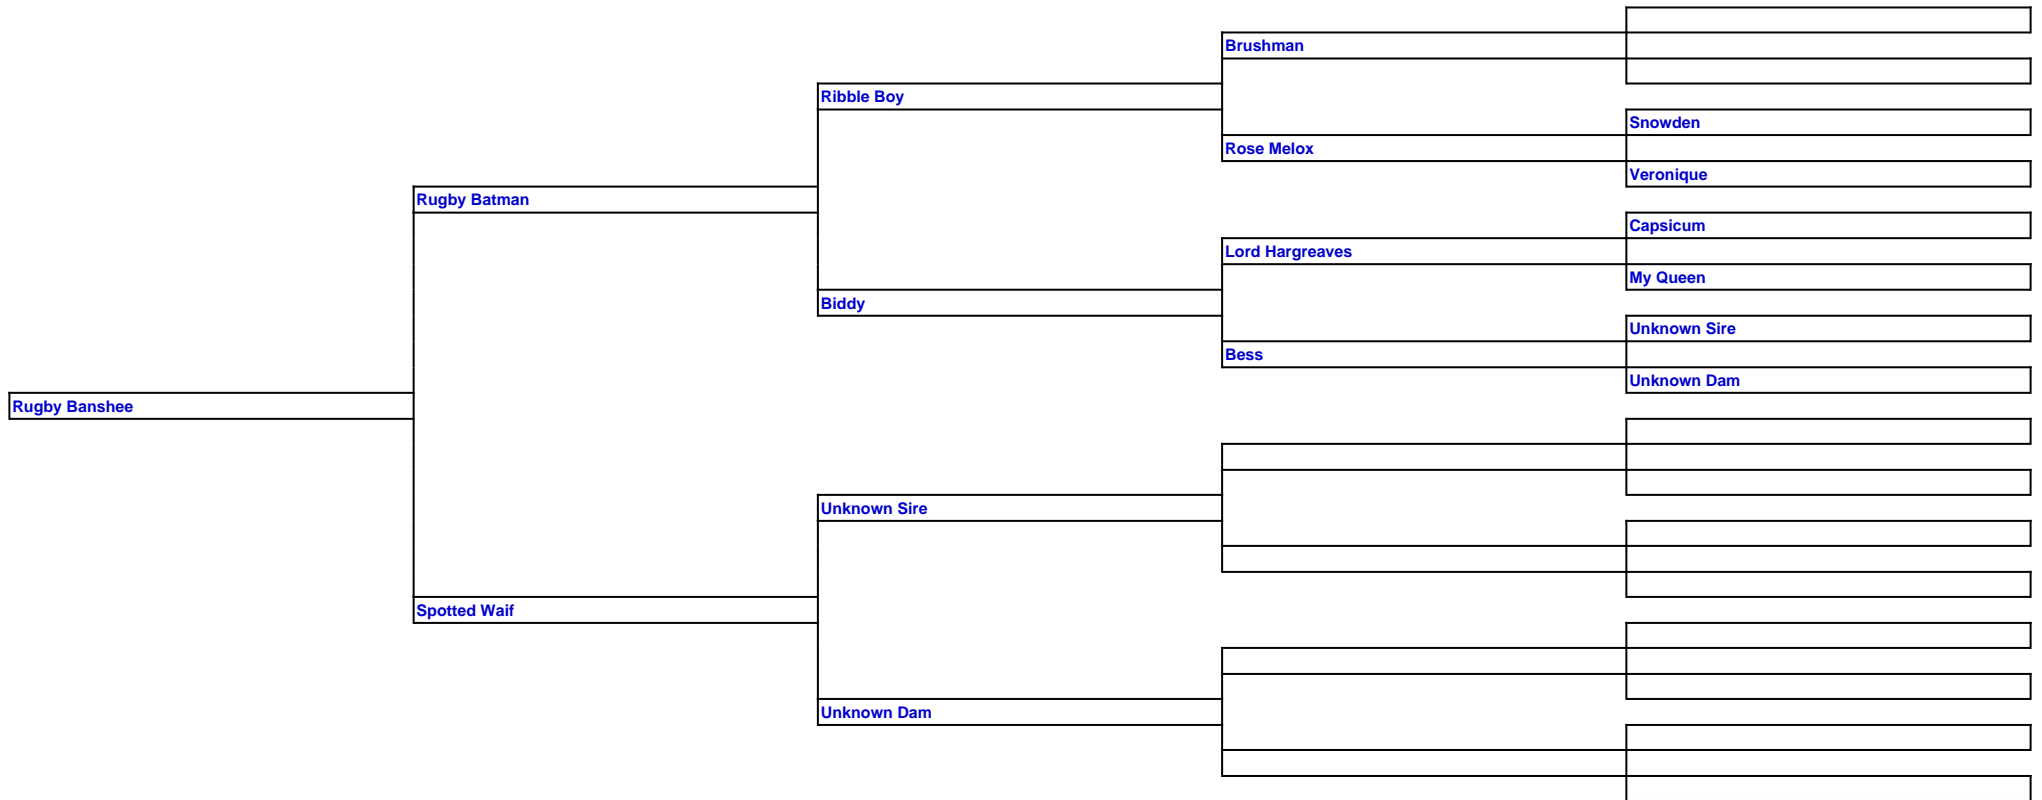 Brushman
Ribble Boy
Snowden
Rose Melox
Veronique
Rugby Batman
Capsicum
Lord Hargreaves
My Queen
Biddy
Unknown Sire
Bess
Unknown Dam
Rugby Banshee
Unknown Sire
Spotted Waif
Unknown Dam